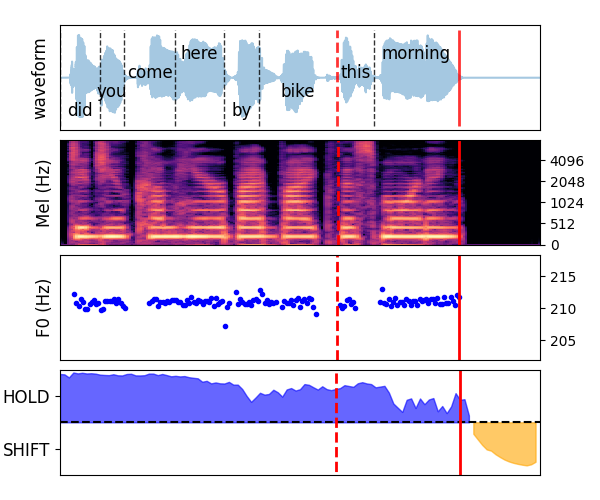 waveform
did
you
come
here
by
bike
this
morning
Mel (Hz)
4096
2048
1024
512
0
F0 (Hz)
215
210
205
HOLD
SHIFT